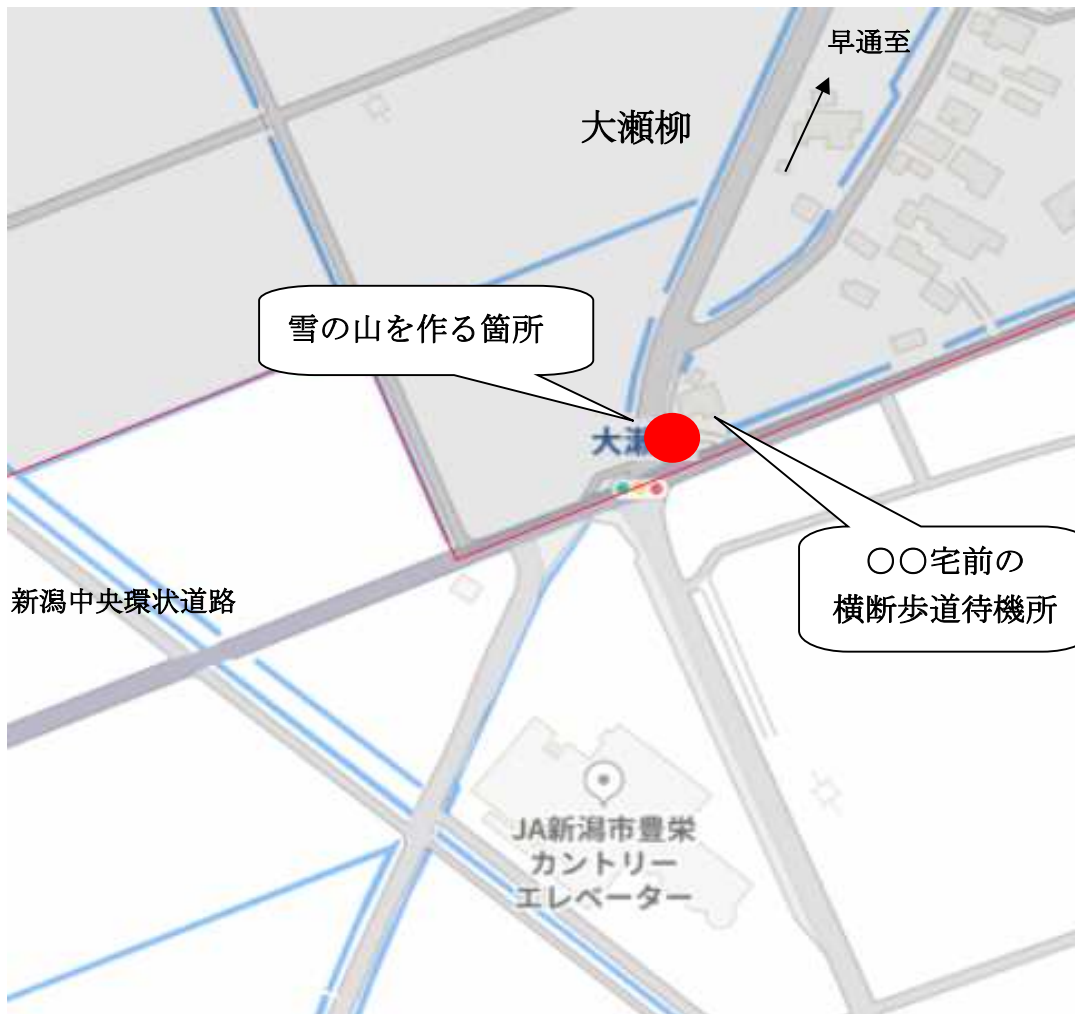 早通至
大瀬柳
雪の山を作る箇所
大瀬
〇〇宅前の
横断歩道待機所
新潟中央環状道路
JA新潟市豊栄
カントリー
エレベーター